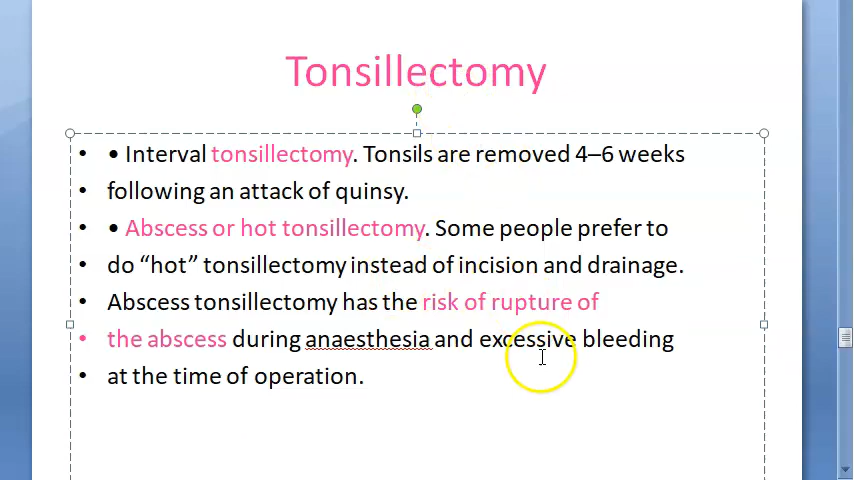 Tonsillectomy
• • Interval tonsillectomy. Tonsils are removed 4–6 weeks
• following an attack of quinsy.
• • Abscess or hot tonsillectomy. Some people prefer to
• do “hot” tonsillectomy instead of incision and drainage.
Abscess tonsillectomy has the risk of rupture of
• the abscess during anaesthesia and excessive bleeding
• at the time of operation.